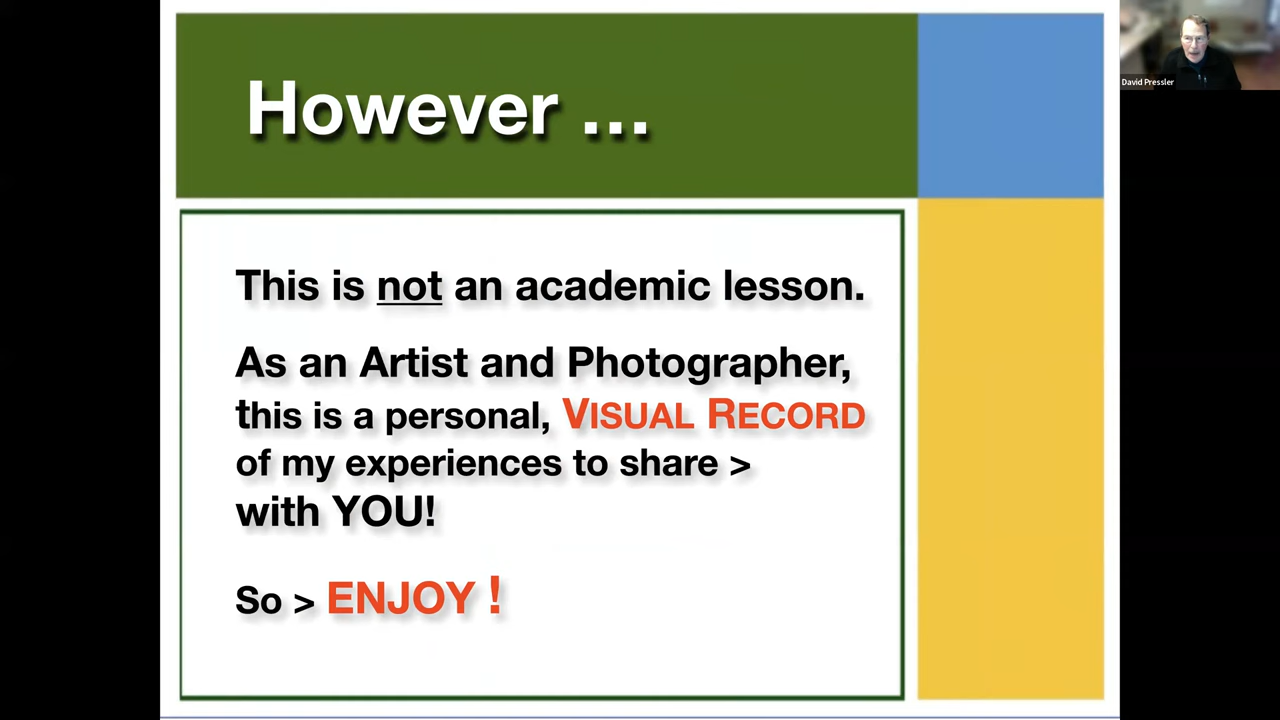 However ...
David Pressler
This is not an academic lesson.
As an Artist and Photographer,
this is a personal, VISUAL RECORD
of my experiences to share >
with YOU!
So > ENJOY !